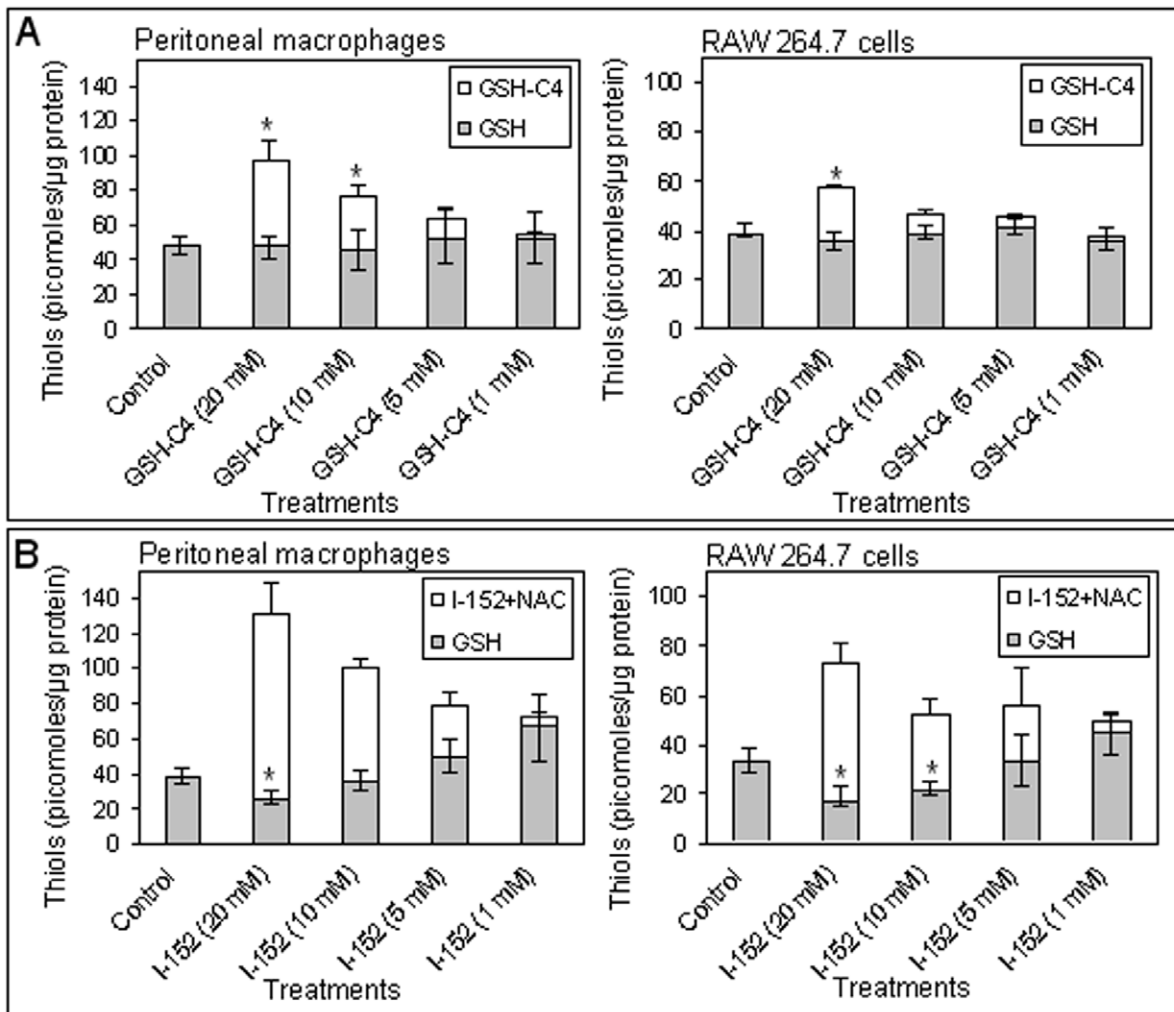 A
Peritoneal macrophages
Thiols (picomoles/µg protein)
140
120
100
80
60
40
20
0
GSH-C4
GSH
*
*
Control
GSH-C4 (20 mM)
GSH-C4 (10 mM)
GSH-C4 (5 mM)
GSH-C4 (1 mM)
Treatments
RAW 264.7 cells
Thiols (picomoles/µg protein)
100
80
60
40
20
0
GSH-C4
GSH
*
Control
GSH-C4 (20 mM)
GSH-C4 (10 mM)
GSH-C4 (5 mM)
GSH-C4 (1 mM)
Treatments
B
Peritoneal macrophages
Thiols (picomoles/µg protein)
140
120
100
80
60
40
20
0
I-152+NAC
GSH
*
Control
I-152 (20 mM)
I-152 (10 mM)
I-152 (5 mM)
I-152 (1 mM)
Treatments
RAW 264.7 cells
Thiols (picomoles/µg protein)
100
80
60
40
20
0
I-152+NAC
GSH
*
*
Control
I-152 (20 mM)
I-152 (10 mM)
I-152 (5 mM)
I-152 (1 mM)
Treatments